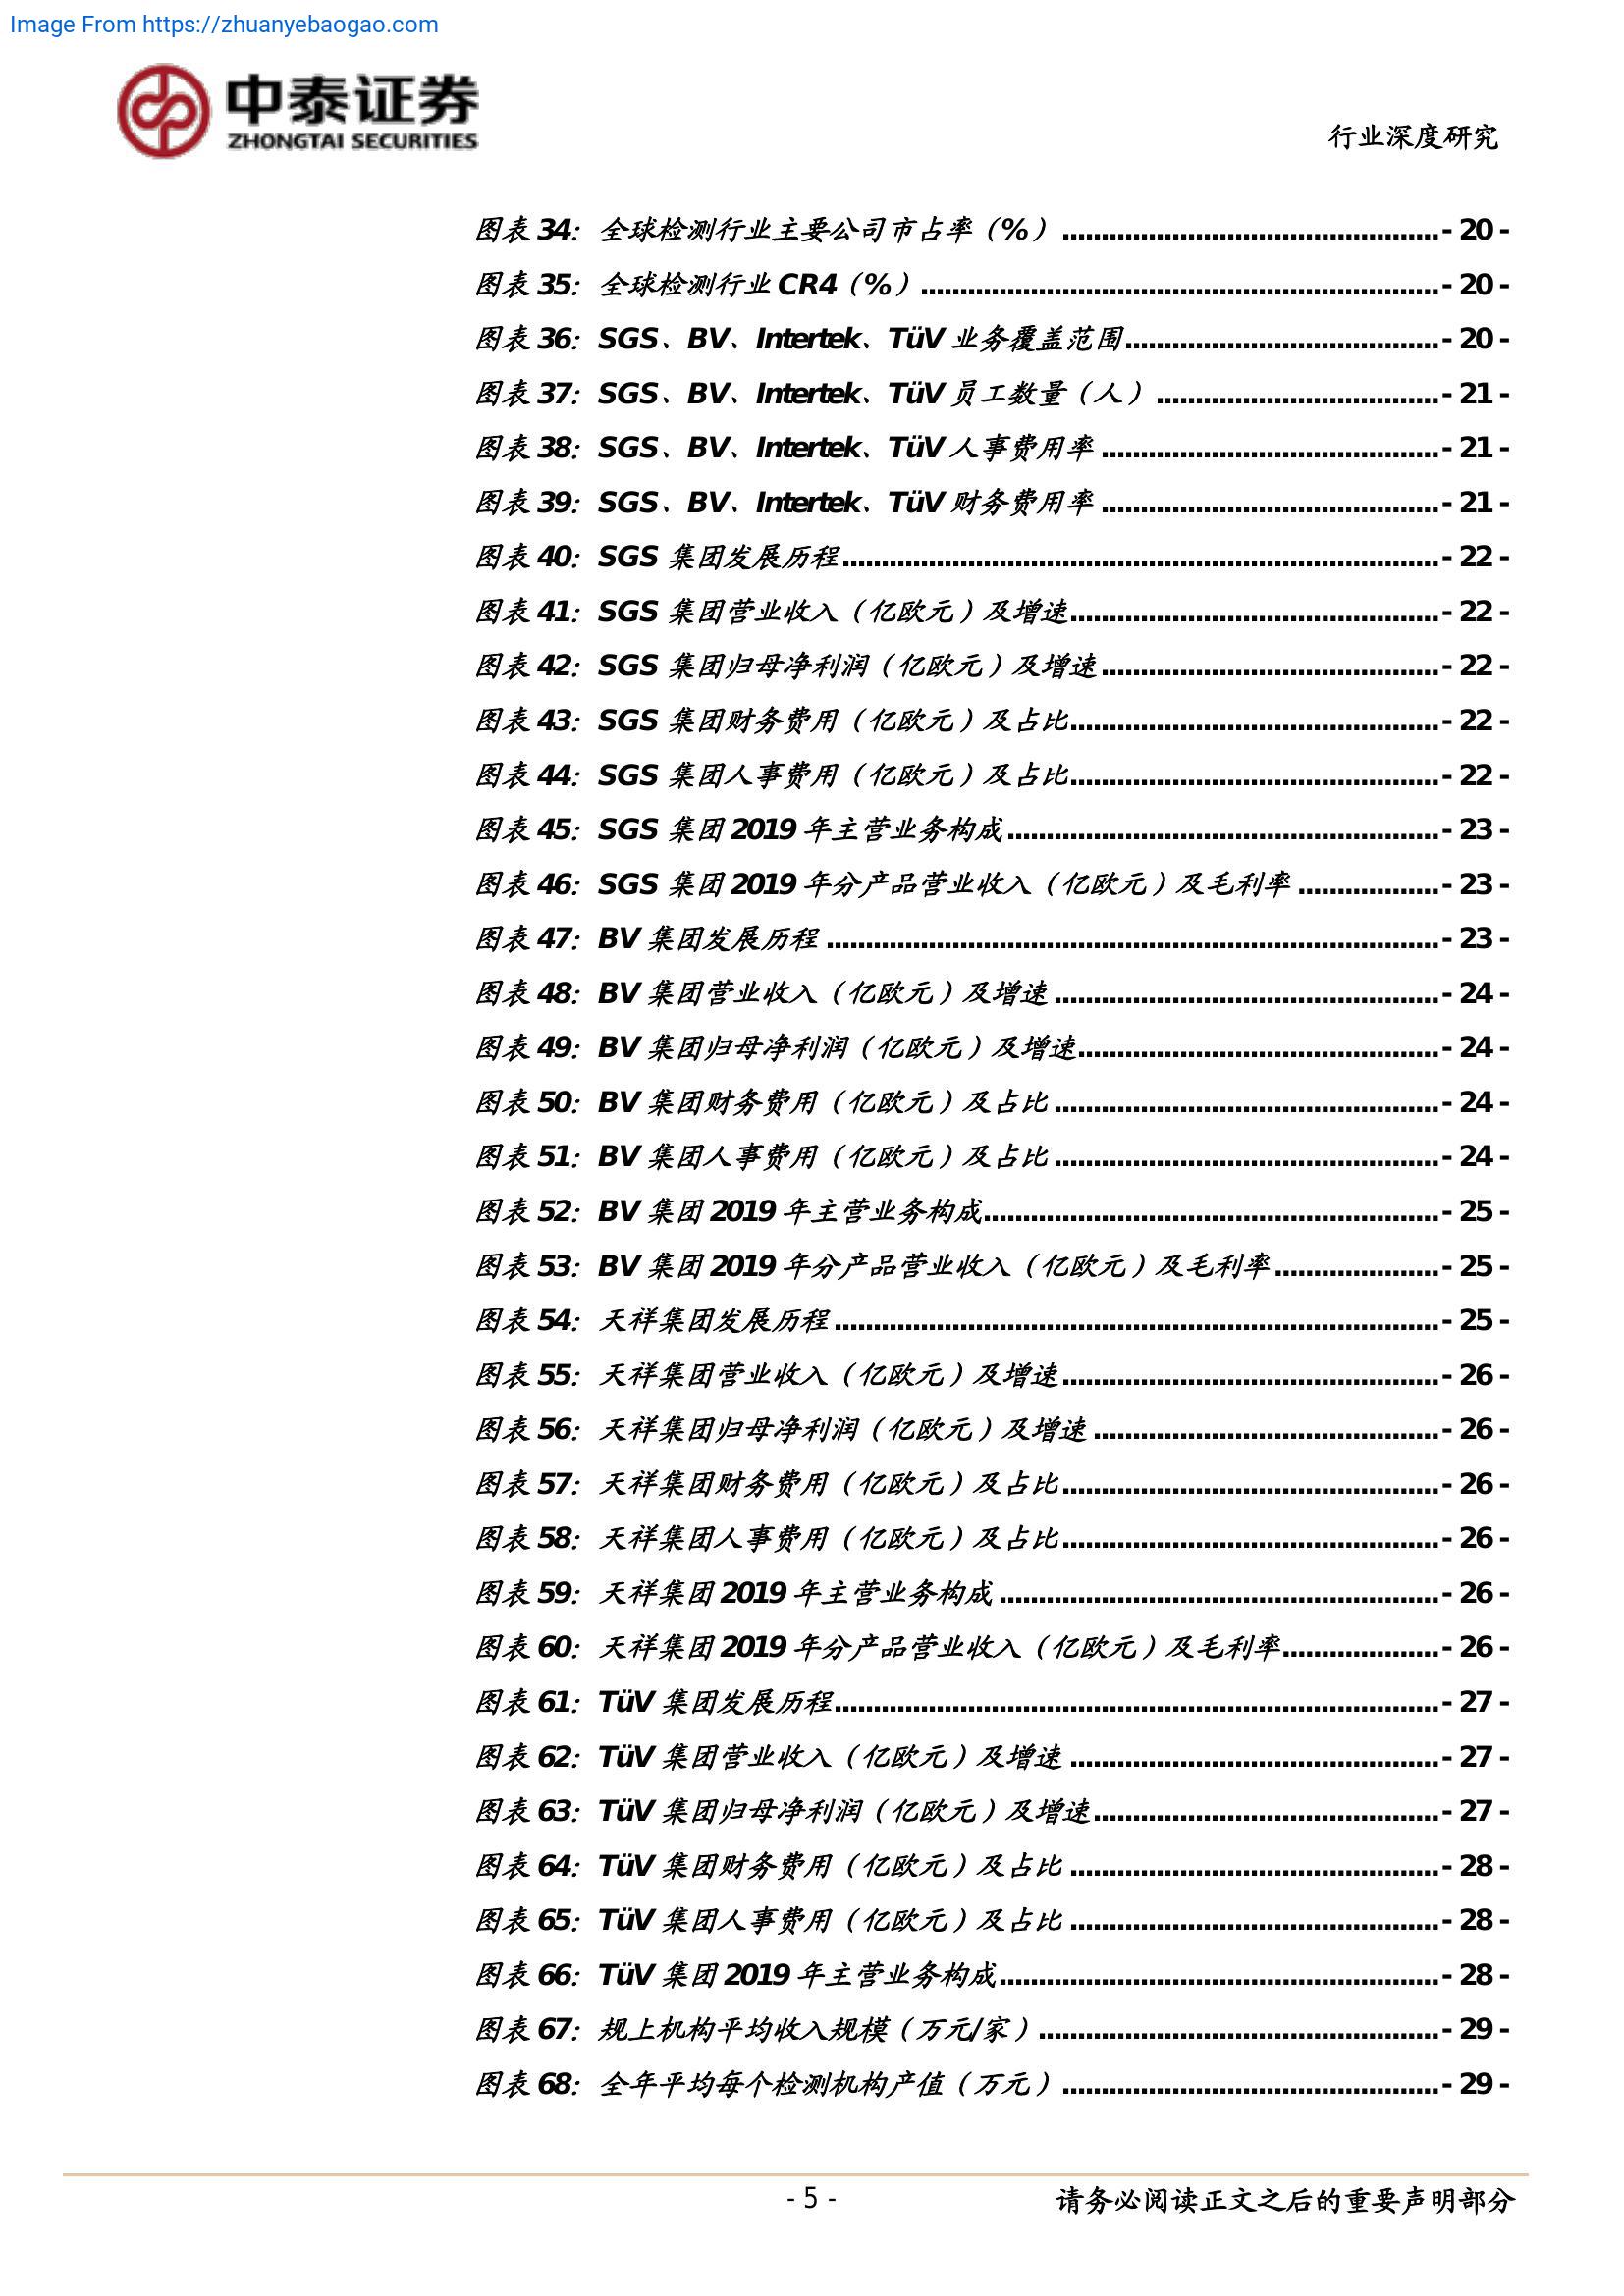 Image From https://zhuanyebaogao.com
中泰证券
ZHONGTAI SECURITIES
行业深度研究
图表 34：全球检测行业主要公司市占率（%）................................................- 20 -
图表 35：全球检测行业 CR4（%）..................................................................- 20 -
图表 36：SGS、BV、Intertek、TüV 业务覆盖范围........................................- 20 -
图表 37：SGS、BV、Intertek、TüV 员工数量（人）....................................- 21 -
图表 38：SGS、BV、Intertek、TüV 人事费用率...........................................- 21 -
图表 39：SGS、BV、Intertek、TüV 财务费用率...........................................- 21 -
图表 40：SGS 集团发展历程............................................................................- 22 -
图表 41：SGS 集团营业收入（亿欧元）及增速...............................................- 22 -
图表 42：SGS 集团归母净利润（亿欧元）及增速...........................................- 22 -
图表 43：SGS 集团财务费用（亿欧元）及占比...............................................- 22 -
图表 44：SGS 集团人事费用（亿欧元）及占比...............................................- 22 -
图表 45：SGS 集团 2019 年主营业务构成.......................................................- 23 -
图表 46：SGS 集团 2019 年分产品营业收入（亿欧元）及毛利率..................- 23 -
图表 47：BV 集团发展历程..............................................................................- 23 -
图表 48：BV 集团营业收入（亿欧元）及增速.................................................- 24 -
图表 49：BV 集团归母净利润（亿欧元）及增速..............................................- 24 -
图表 50：BV 集团财务费用（亿欧元）及占比.................................................- 24 -
图表 51：BV 集团人事费用（亿欧元）及占比.................................................- 24 -
图表 52：BV 集团 2019 年主营业务构成..........................................................- 25 -
图表 53：BV 集团 2019 年分产品营业收入（亿欧元）及毛利率.....................- 25 -
图表 54：天祥集团发展历程.............................................................................- 25 -
图表 55：天祥集团营业收入（亿欧元）及增速................................................- 26 -
图表 56：天祥集团归母净利润（亿欧元）及增速............................................- 26 -
图表 57：天祥集团财务费用（亿欧元）及占比................................................- 26 -
图表 58：天祥集团人事费用（亿欧元）及占比................................................- 26 -
图表 59：天祥集团 2019 年主营业务构成........................................................- 26 -
图表 60：天祥集团 2019 年分产品营业收入（亿欧元）及毛利率....................- 26 -
图表 61：TüV 集团发展历程.............................................................................- 27 -
图表 62：TüV 集团营业收入（亿欧元）及增速...............................................- 27 -
图表 63：TüV 集团归母净利润（亿欧元）及增速............................................- 27 -
图表 64：TüV 集团财务费用（亿欧元）及占比...............................................- 28 -
图表 65：TüV 集团人事费用（亿欧元）及占比...............................................- 28 -
图表 66：TüV 集团 2019 年主营业务构成........................................................- 28 -
图表 67：规上机构平均收入规模（万元/家）...................................................- 29 -
图表 68：全年平均每个检测机构产值（万元）................................................- 29 -
- 5 -
请务必阅读正文之后的重要声明部分